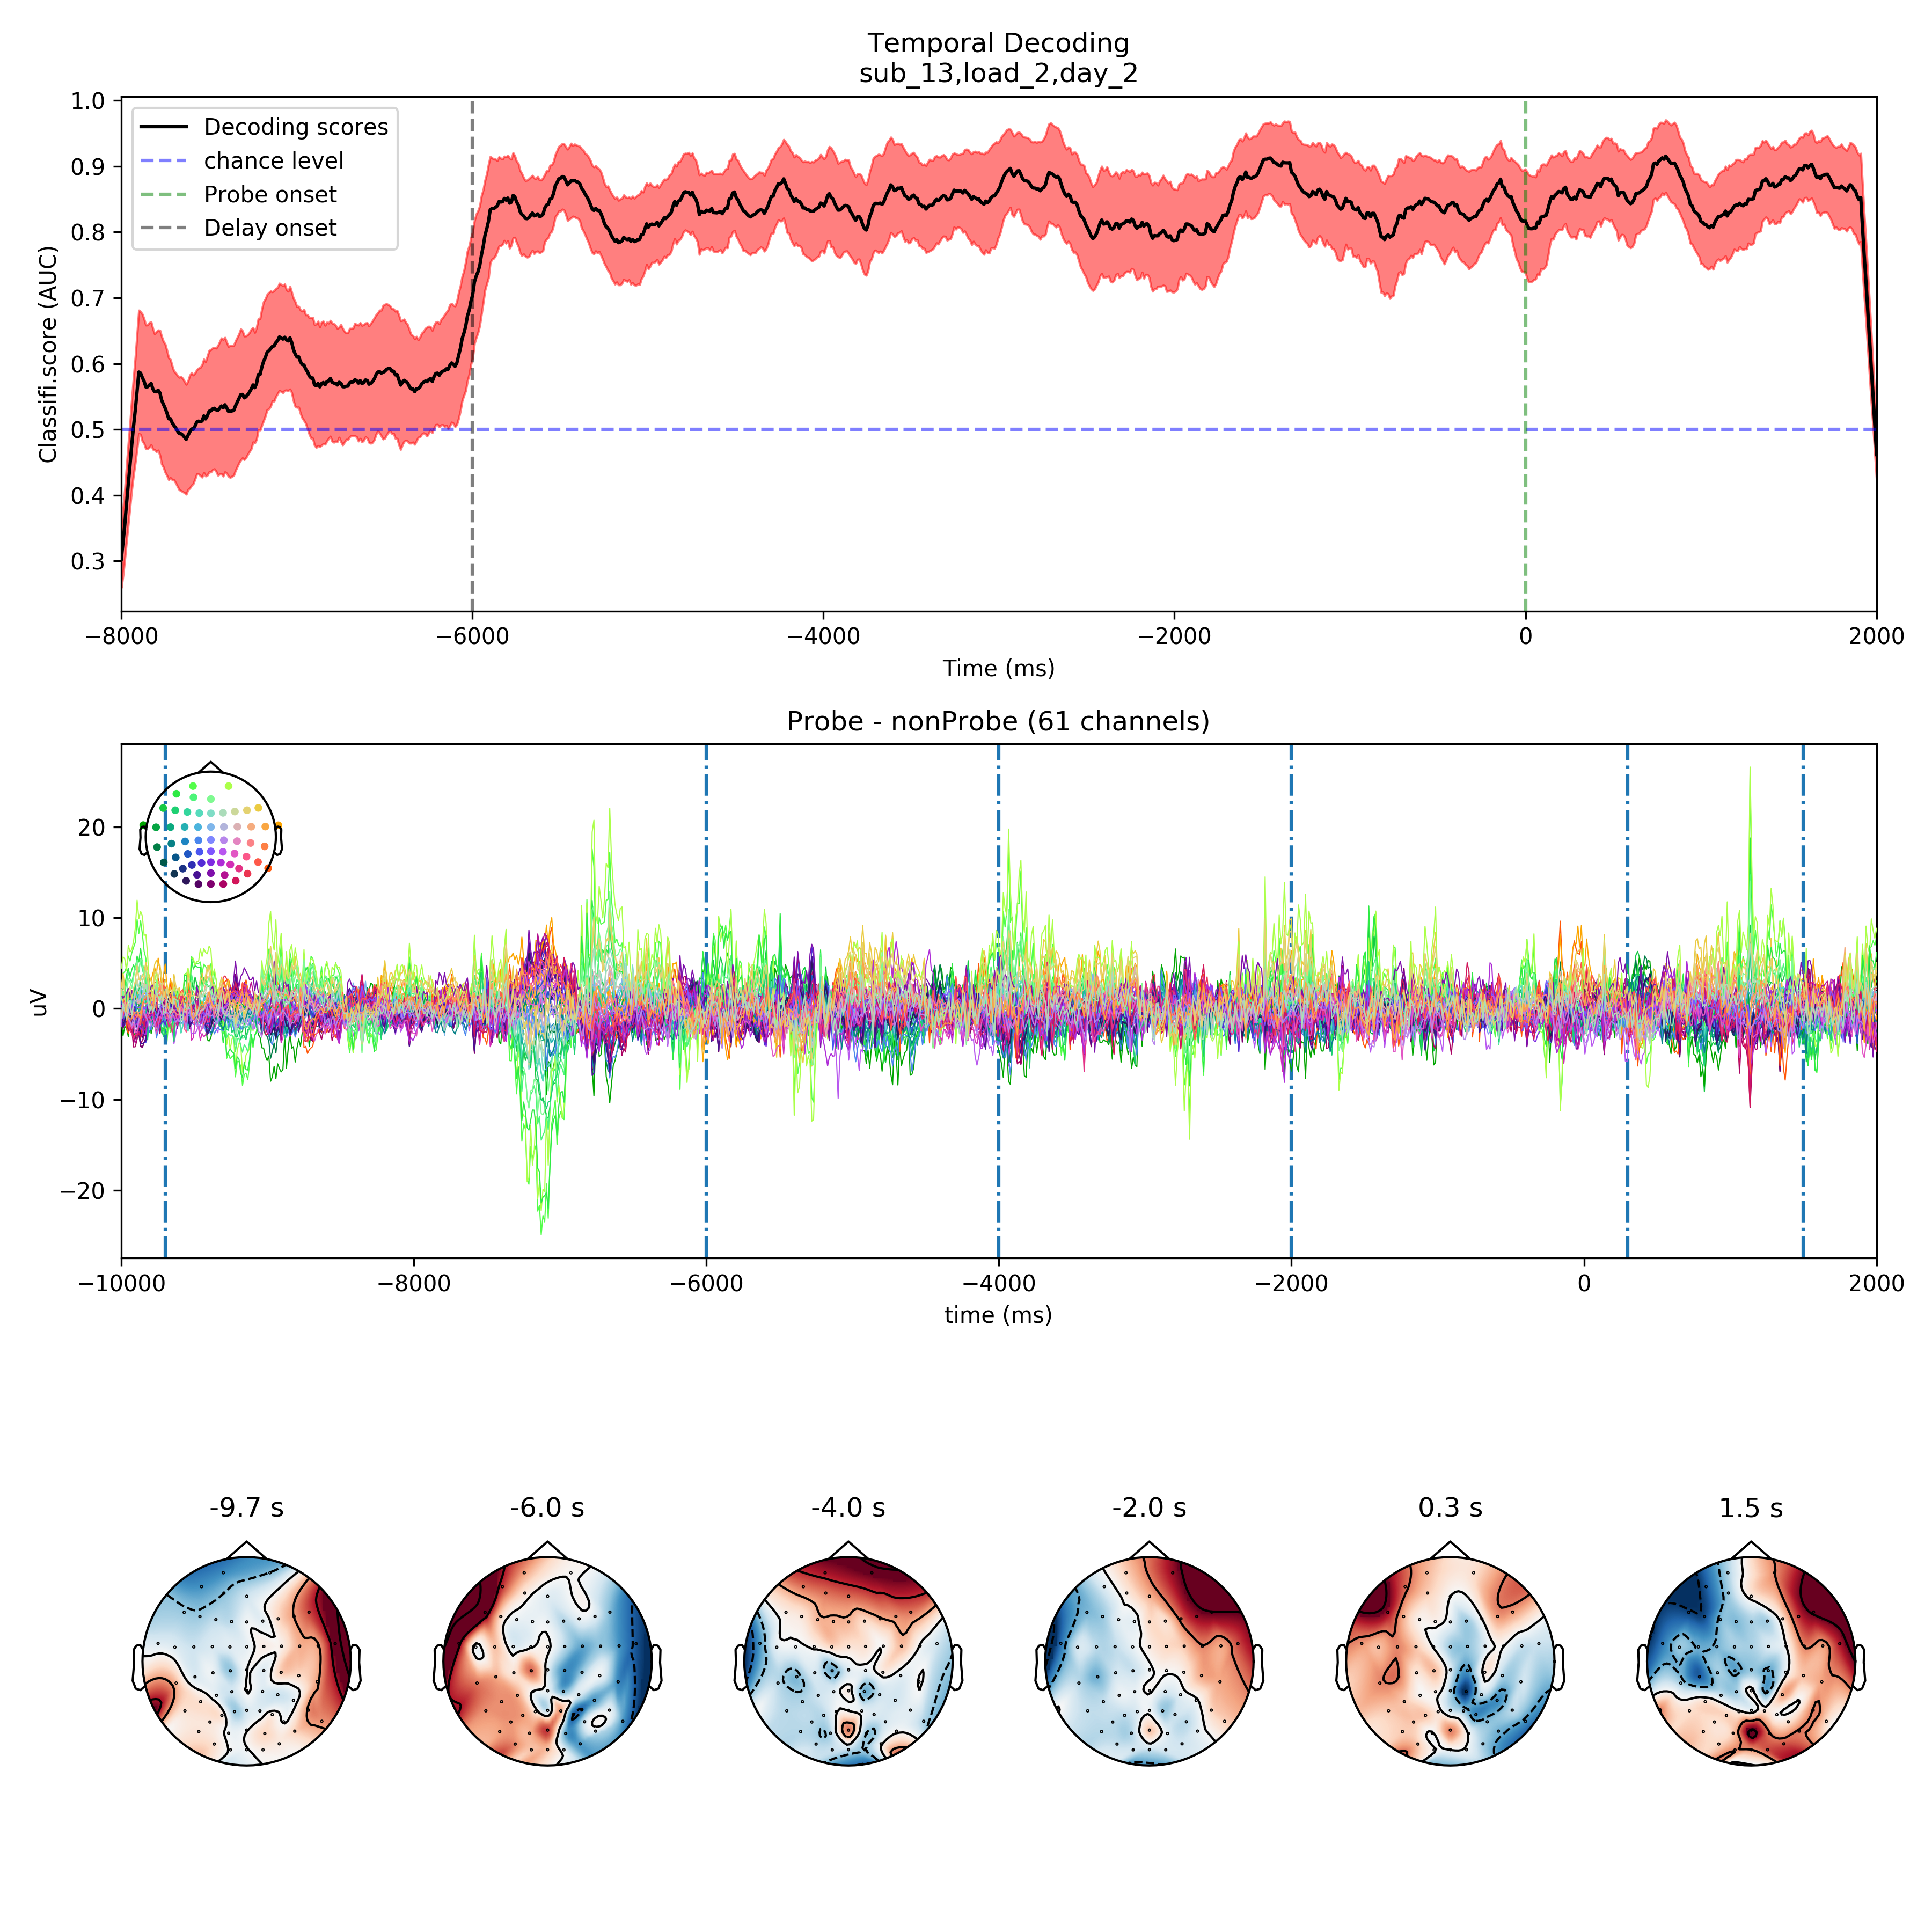 Temporal Decoding
sub_13,load_2,day_2
1.0
0.9
0.8
0.7
0.6
0.5
0.4
0.3
Classifi.score (AUC)
Decoding scores
chance level
Probe onset
Delay onset
−8000 −6000 −4000 −2000 0 2000
Time (ms)
Probe - nonProbe (61 channels)
20
10
0
−10
−20
uV
−10000 −8000 −6000 −4000 −2000 0 2000
time (ms)
-9.7 s -6.0 s -4.0 s -2.0 s 0.3 s 1.5 s